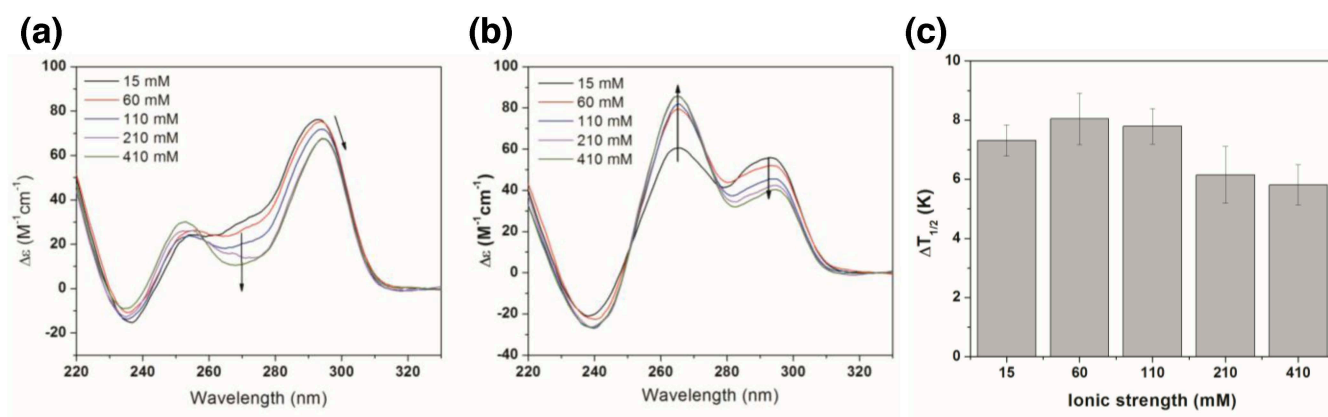 (a)
(b)
(c)
100
80
60
40
20
0
-20
15 mM
60 mM
110 mM
210 mM
410 mM
Δε (M⁻¹cm⁻¹)
220 240 260 280 300 320
Wavelength (nm)
100
80
60
40
20
0
-20
-40
15 mM
60 mM
110 mM
210 mM
410 mM
Δε (M⁻¹cm⁻¹)
220 240 260 280 300 320
Wavelength (nm)
10
8
6
4
2
0
ΔT1/2 (K)
15 60 110 210 410
Ionic strength (mM)